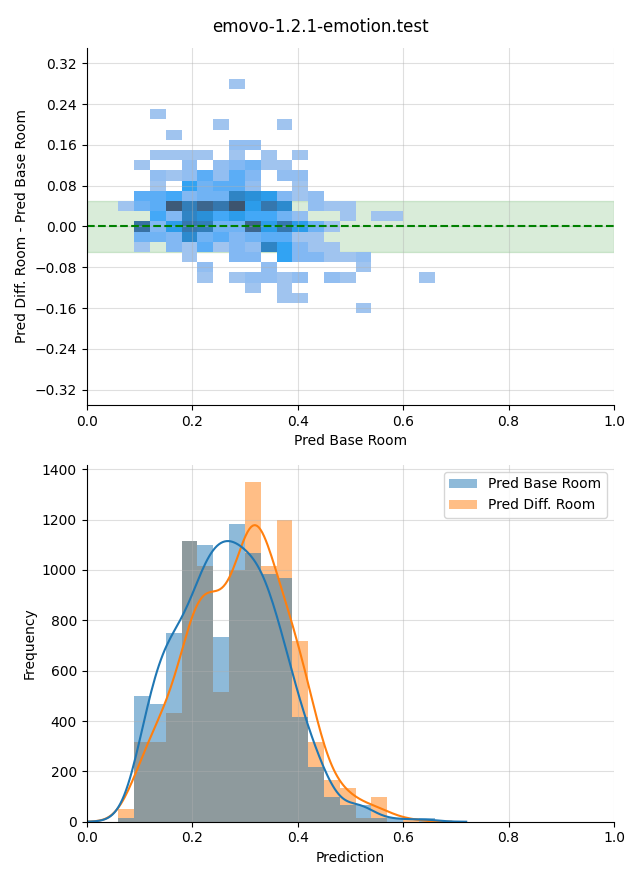 emovo-1.2.1-emotion.test
0.32
0.24
0.16
0.08
0.00
−0.08
−0.16
−0.24
−0.32
Pred Diff. Room - Pred Base Room
0.0 0.2 0.4 0.6 0.8 1.0
Pred Base Room
1400
1200
1000
800
600
400
200
0
Frequency
Pred Base Room
Pred Diff. Room
0.0 0.2 0.4 0.6 0.8 1.0
Prediction